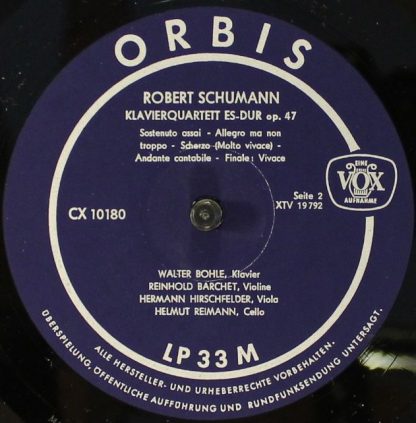 ORBIS
ROBERT SCHUMANN
KLAVIERQUARTETT ES-DUR op. 47
Sostenuto assai - Allegro ma non
troppo - Scherzo (Molto vivace) -
Andante cantabile - Finale: Vivace
EINE
VOX
AUFNAHME
CX 10180
Seite 2
XTV 19792
WALTER BOHLE, Klavier
REINHOLD BARCHET, Violine
HERMANN HIRSCHFELDER, Viola
HELMUT REIMANN, Cello
LP 33 M
ALLE HERSTELLER- UND URHEBERRECHTE VORBEHALTEN.
ÜBERSPIELUNG, ÖFFENTLICHE AUFFÜHRUNG UND RUNDFUNKSENDUNG UNTERSAGT.